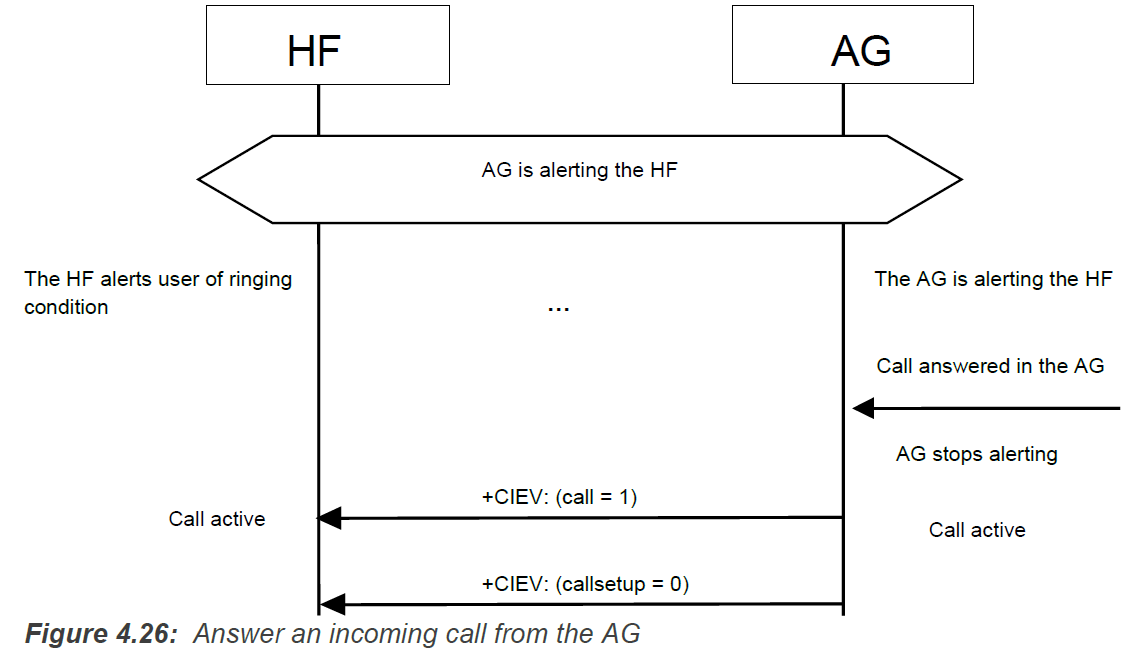 HF
AG
AG is alerting the HF
The HF alerts user of ringing
condition
...
The AG is alerting the HF
Call answered in the AG
AG stops alerting
+CIEV: (call = 1)
Call active
Call active
+CIEV: (callsetup = 0)
Figure 4.26: Answer an incoming call from the AG